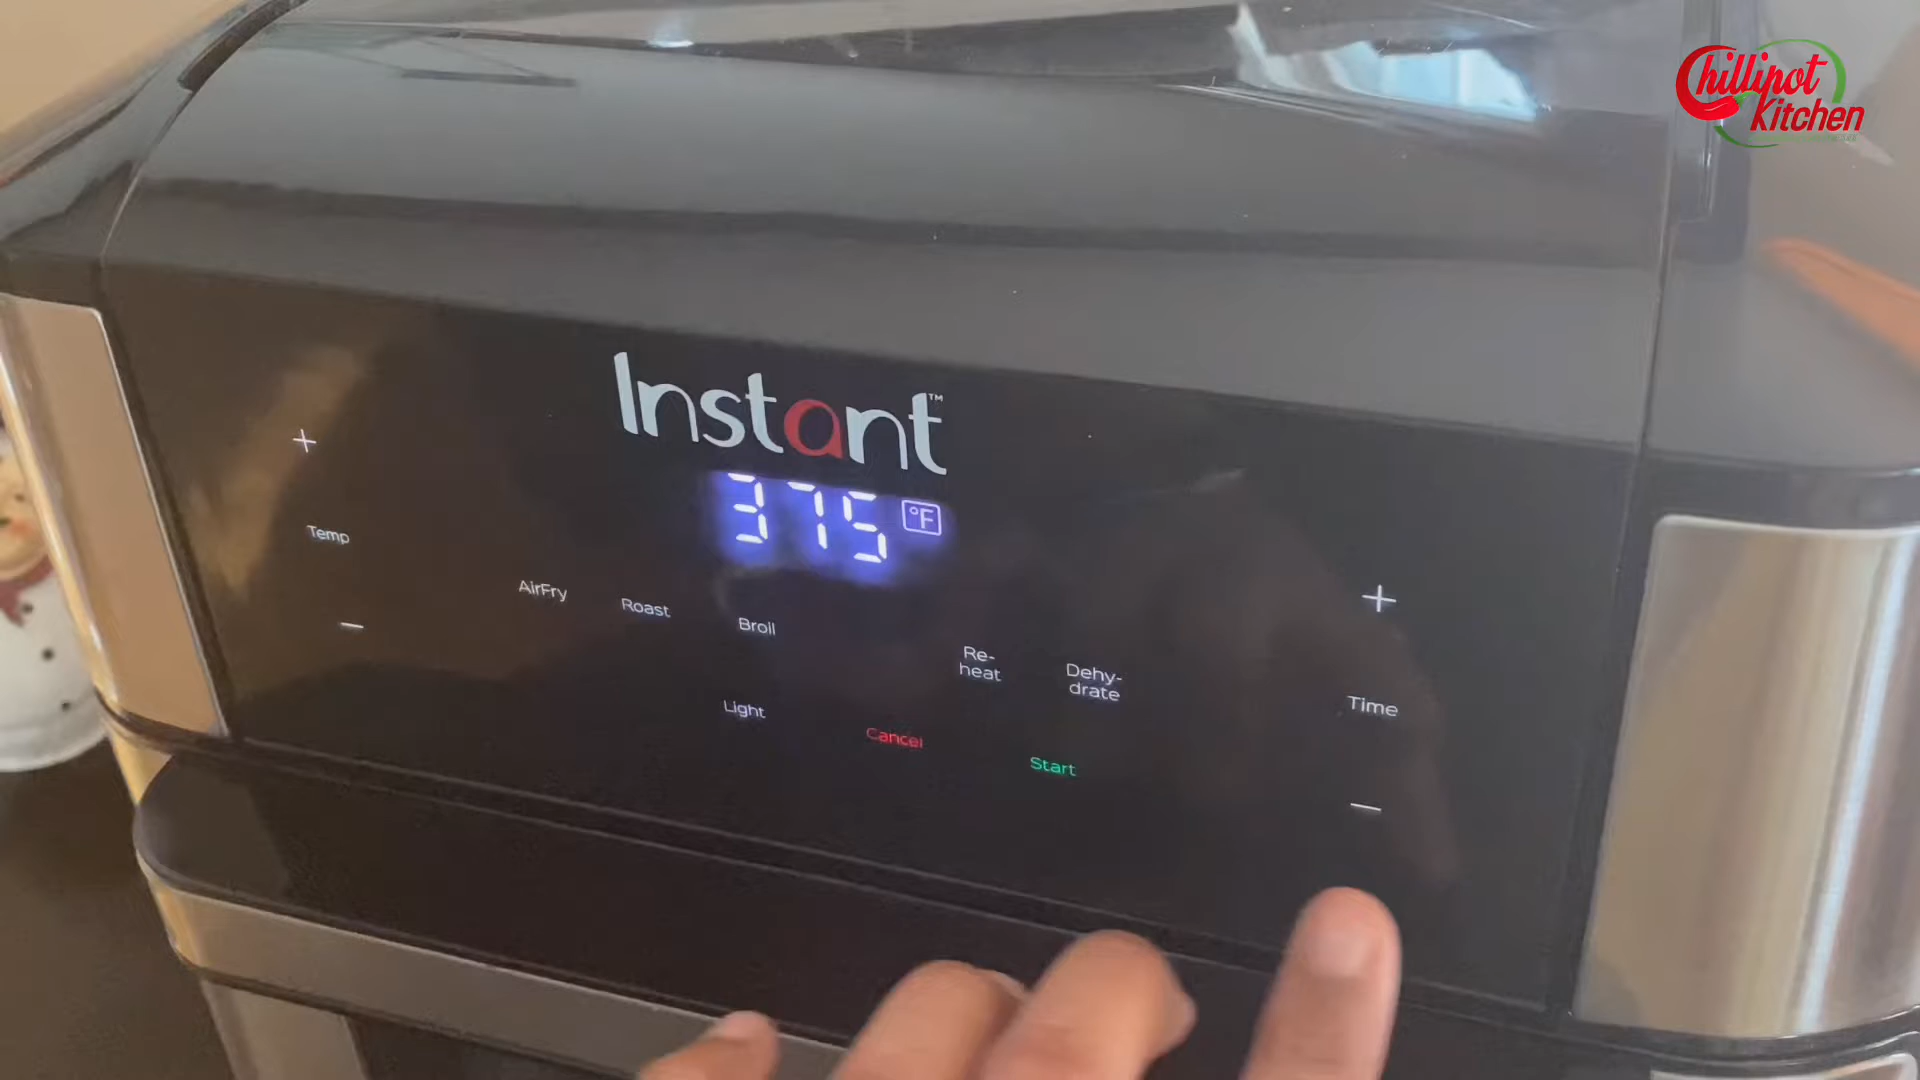 Chillipot
Kitchen
Instant™
375 °F
+
Temp
—
AirFry
Roast
Broil
Re-
heat
Dehy-
drate
Light
Cancel
Start
+
Time
—